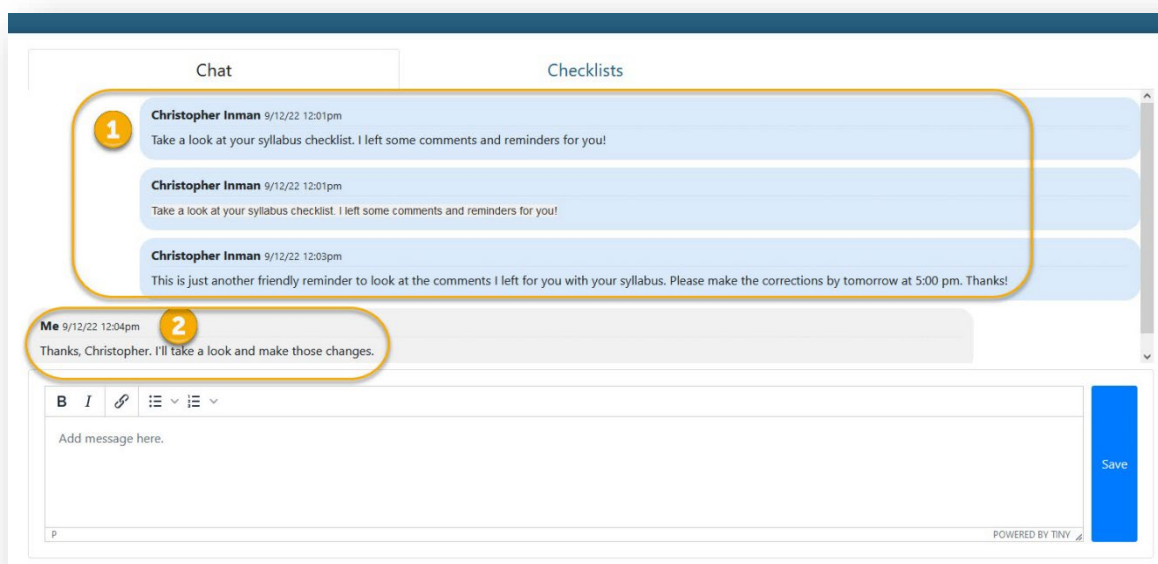 Chat
Checklists
1
Christopher Inman 9/12/22 12:01pm
Take a look at your syllabus checklist. I left some comments and reminders for you!
Christopher Inman 9/12/22 12:01pm
Take a look at your syllabus checklist. I left some comments and reminders for you!
Christopher Inman 9/12/22 12:03pm
This is just another friendly reminder to look at the comments I left for you with your syllabus. Please make the corrections by tomorrow at 5:00 pm. Thanks!
Me 9/12/22 12:04pm
2
Thanks, Christopher. I'll take a look and make those changes.
B I
Add message here.
Save
P
POWERED BY TINY